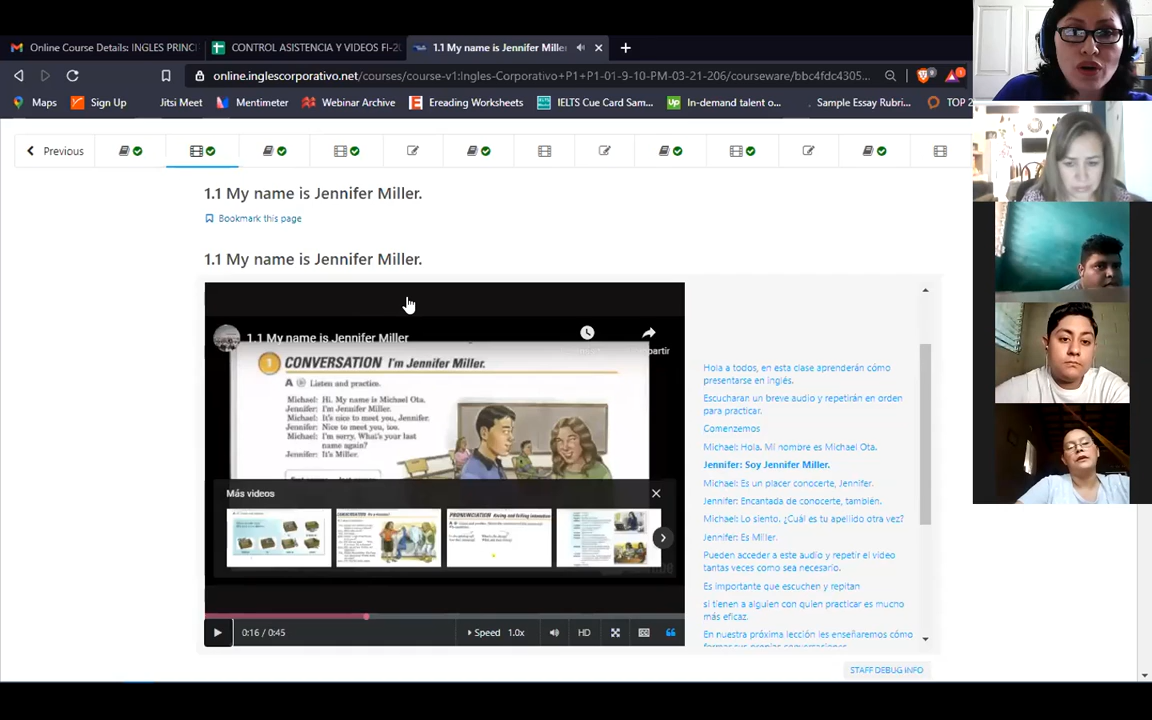 Online Course Details: INGLES PRINCI
CONTROL ASISTENCIA Y VIDEOS FI-20
1.1 My name is Jennifer Mille
online.inglescorporativo.net/courses/course-v1:Ingles-Corporativo+P1+P1-01-9-10-PM-03-21-206/courseware/bbc4fdc4305...
Maps
Sign Up
Jitsi Meet
Mentimeter
Webinar Archive
Ereading Worksheets
IELTS Cue Card Sam...
In-demand talent o...
Sample Essay Rubri...
TOP 2
Previous
1.1 My name is Jennifer Miller.
Bookmark this page
1.1 My name is Jennifer Miller.
1.1 My name is Jennifer Miller
partir
1 CONVERSATION I'm Jennifer Miller.
A Listen and practice.
Michael: Hi. My name is Michael Ota.
Jennifer: I'm Jennifer Miller.
Michael: It's nice to meet you, Jennifer.
Jennifer: Nice to meet you, too.
Michael: I'm sorry. What's your last
name again?
Jennifer: It's Miller.
Más videos
PRONUNCIATION
0:16 / 0:45
Speed 1.0x
HD
Hola a todos, en esta clase aprenderán cómo
presentarse en inglés.
Escucharan un breve audio y repetirán en orden
para practicar.
Comenzemos
Michael: Hola. Mi nombre es Michael Ota.
Jennifer: Soy Jennifer Miller.
Michael: Es un placer conocerte, Jennifer.
Jennifer: Encantada de conocerte, también.
Michael: Lo siento. ¿Cuál es tu apellido otra vez?
Jennifer: Es Miller.
Pueden acceder a este audio y repetir el video
tantas veces como sea necesario.
Es importante que escuchen y repitan
si tienen a alguien con quien practicar es mucho
más eficaz.
En nuestra próxima lección les enseñaremos cómo
formar sus propias conversaciones
STAFF DEBUG INFO